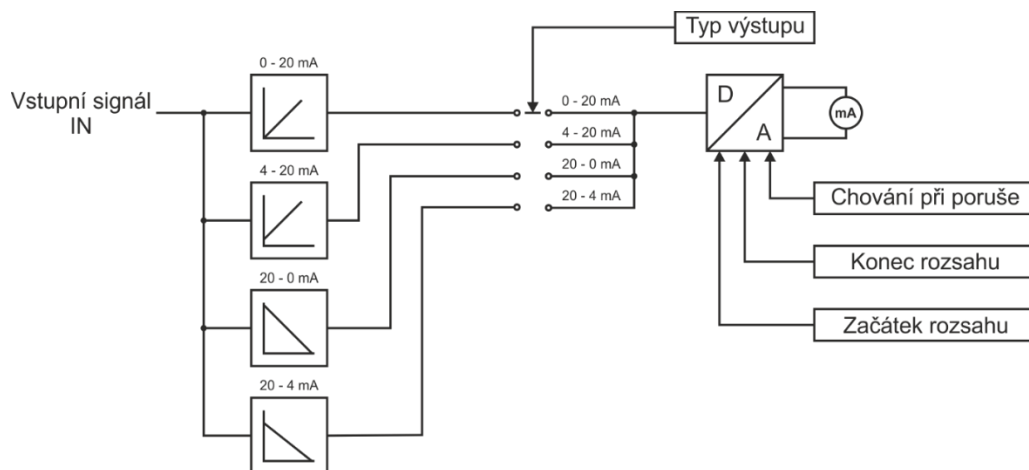 Typ výstupu
0 - 20 mA
Vstupní signál
IN
0 - 20 mA
D
A
mA
4 - 20 mA
4 - 20 mA
20 - 0 mA
20 - 4 mA
Chování při poruše
Konec rozsahu
20 - 0 mA
Začátek rozsahu
20 - 4 mA